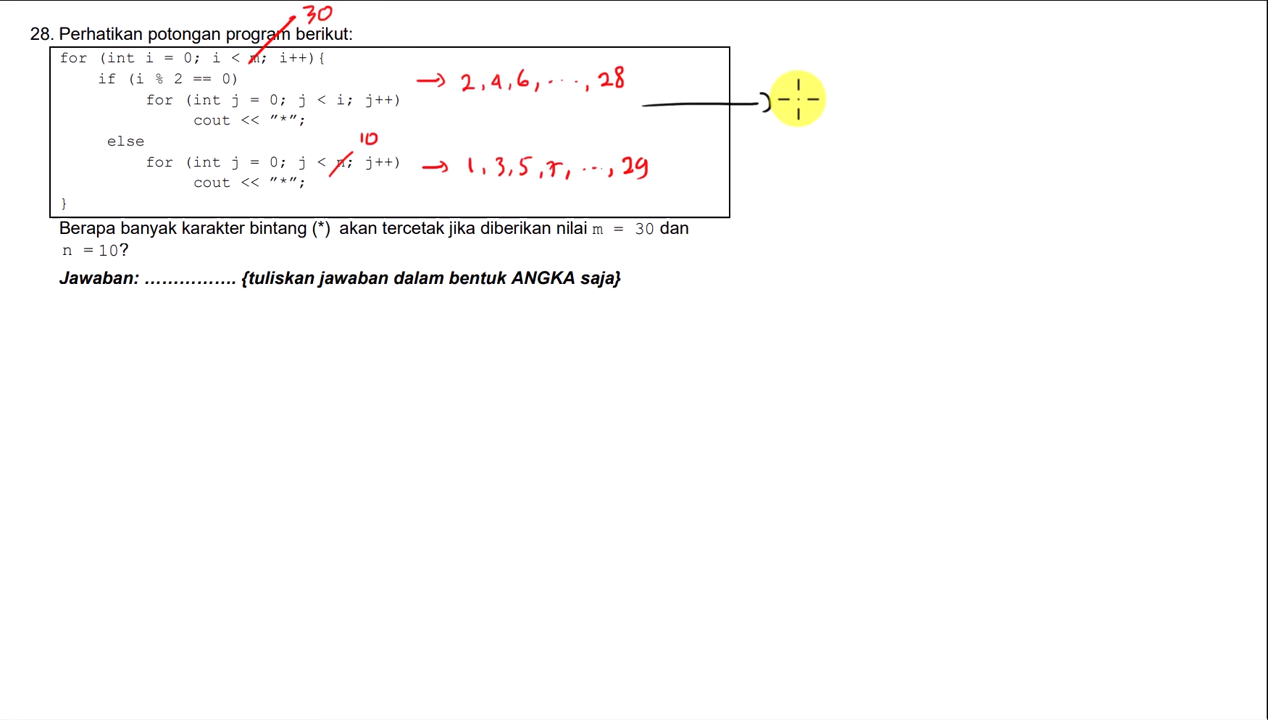 30
28. Perhatikan potongan program berikut:
for (int i = 0; i < m; i++){
if (i % 2 == 0)
→ 2, 4, 6, ..., 28
for (int j = 0; j < i; j++)
cout << "*";
else
10
for (int j = 0; j < n; j++)
→ 1, 3, 5, 7, ..., 29
cout << "*";
}
Berapa banyak karakter bintang (*) akan tercetak jika diberikan nilai m = 30 dan
n = 10?
Jawaban: ……………. {tuliskan jawaban dalam bentuk ANGKA saja}